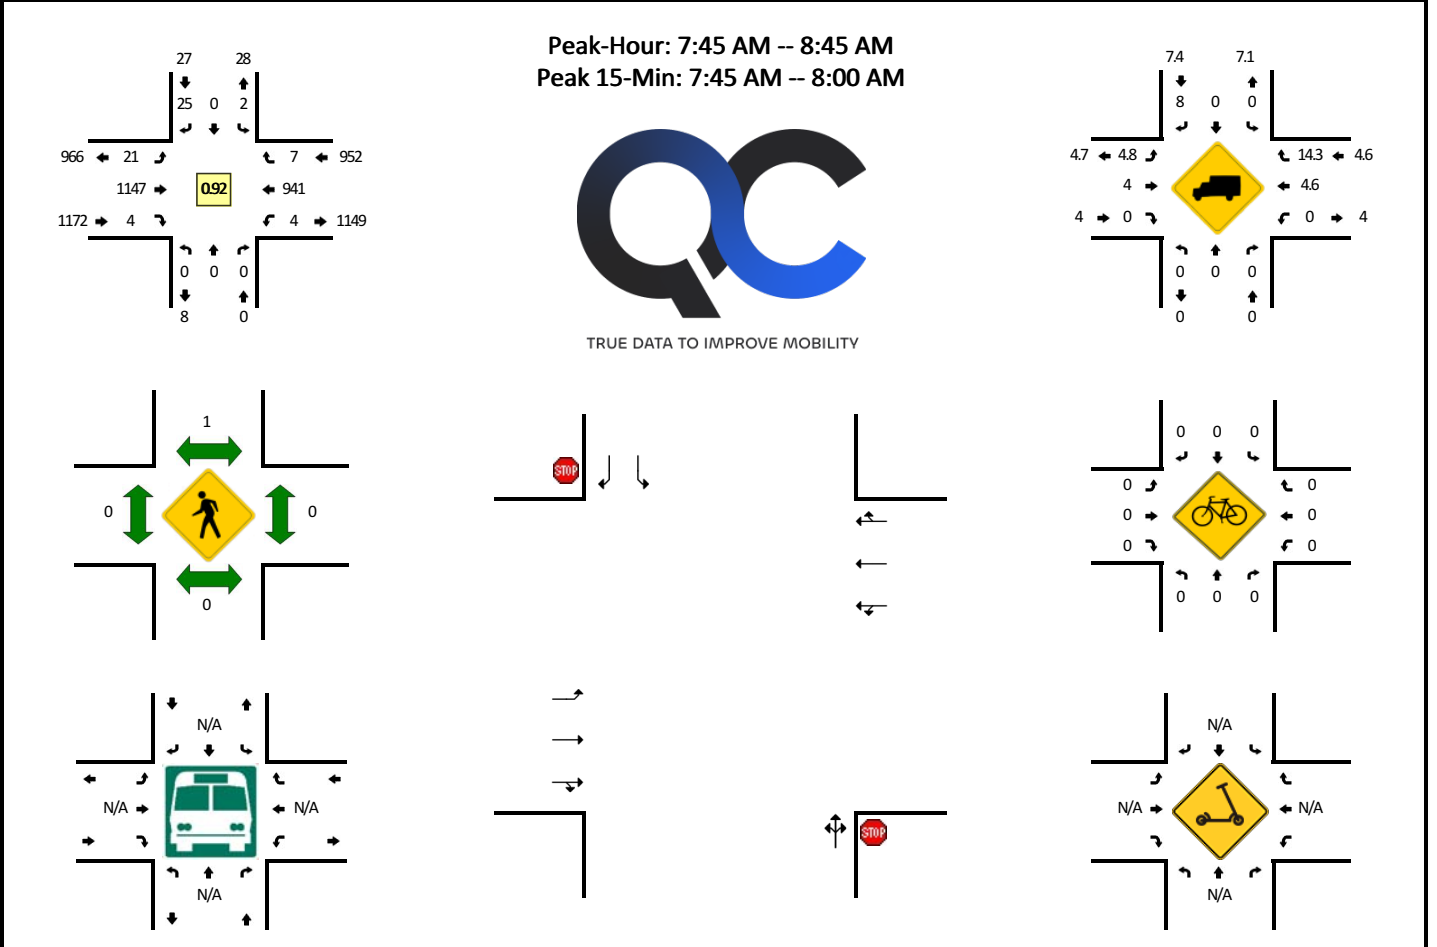 Peak-Hour: 7:45 AM -- 8:45 AM
Peak 15-Min: 7:45 AM -- 8:00 AM
27 28
25 0 2
966 21 7 952
1147 0.92 941
1172 4 4 1149
0 0 0
8 0
QC
TRUE DATA TO IMPROVE MOBILITY
7.4 7.1
8 0 0
4.7 4.8 14.3 4.6
4 4.6
4 0 0 4
0 0 0
0 0
1
0 0
0
STOP
STOP
0 0 0
0 0
0 0
0 0
0 0 0
N/A
N/A N/A
N/A
N/A
N/A N/A
N/A